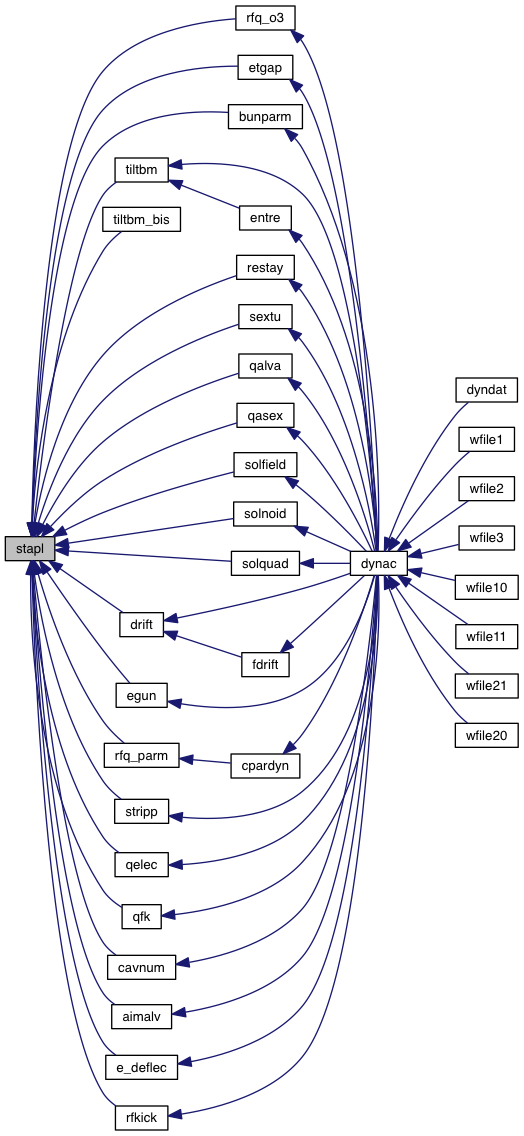 rfq_o3
etgap
bunparm
tiltbm
tiltbm_bis
entre
restay
sextu
qalva
qasex
solfield
solnoid
stapl
solquad
dynac
dyndat
wfile1
wfile2
wfile3
wfile10
wfile11
wfile21
wfile20
drift
fdrift
egun
rfq_parm
cpardyn
stripp
qelec
qfk
cavnum
aimalv
e_deflec
rfkick